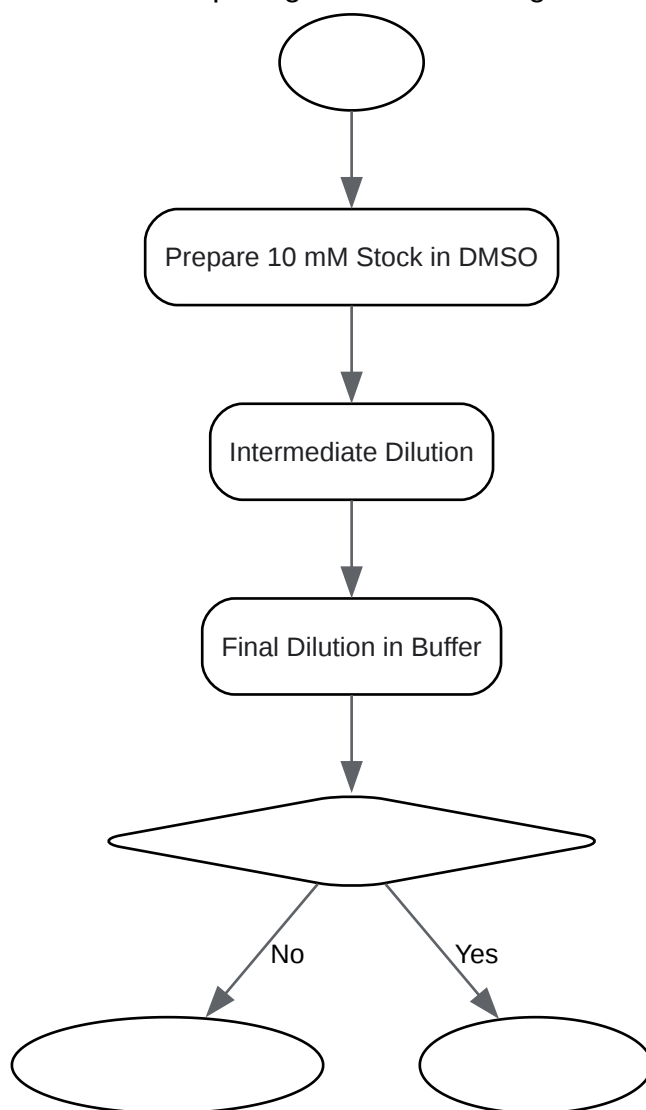 Prepare 10 mM Stock in DMSO
Intermediate Dilution
Final Dilution in Buffer
No
Yes